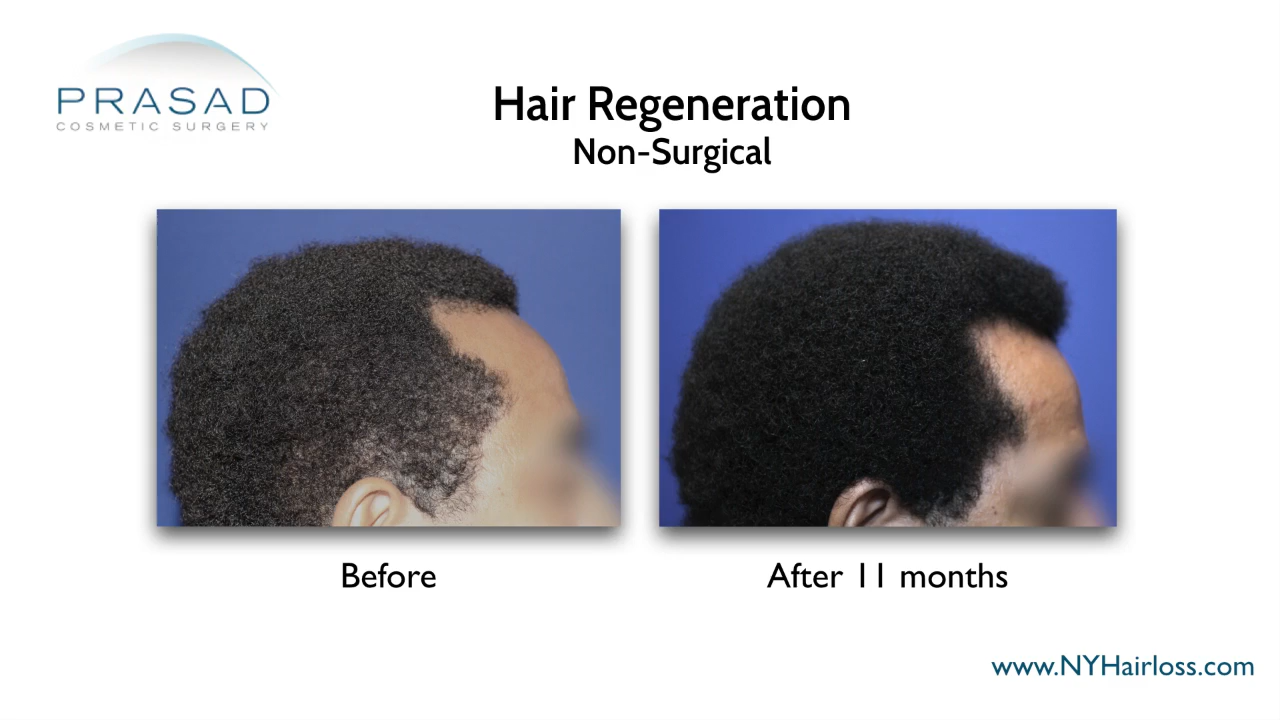 PRASAD
COSMETIC SURGERY
Hair Regeneration
Non-Surgical
Before
After 11 months
www.NYHairloss.com